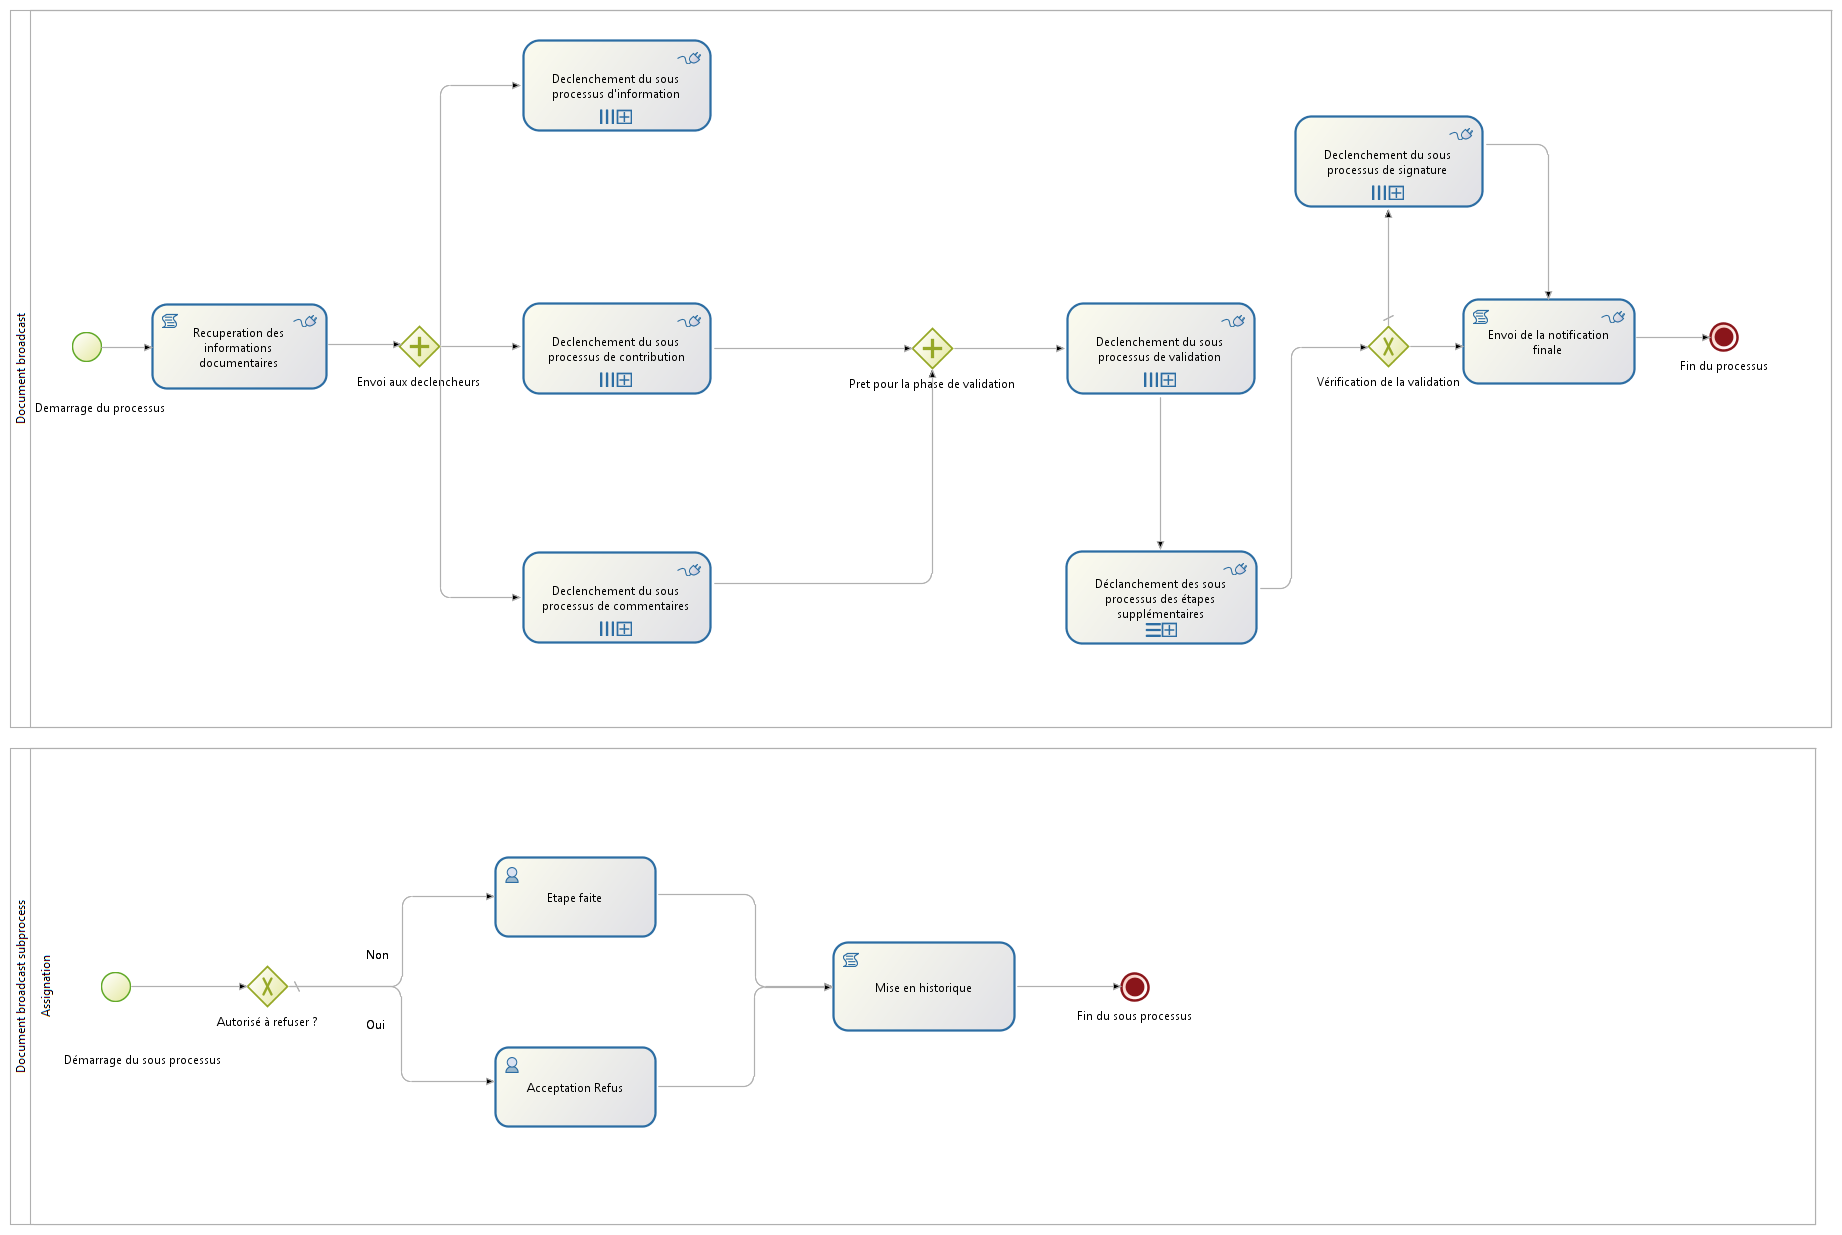 Document broadcast
Declenchement du sous
processus d'information
Declenchement du sous
processus de signature
Recuperation des
informations
documentaires
Demarrage du processus
Envoi aux declencheurs
Declenchement du sous
processus de contribution
Pret pour la phase de validation
Declenchement du sous
processus de validation
Vérification de la validation
Envoi de la notification
finale
Fin du processus
Declenchement du sous
processus de commentaires
Déclanchement des sous
processus des étapes
supplémentaires
Document broadcast subprocess
Assignation
Démarrage du sous processus
Autorisé à refuser ?
Non
Oui
Etape faite
Acceptation Refus
Mise en historique
Fin du sous processus